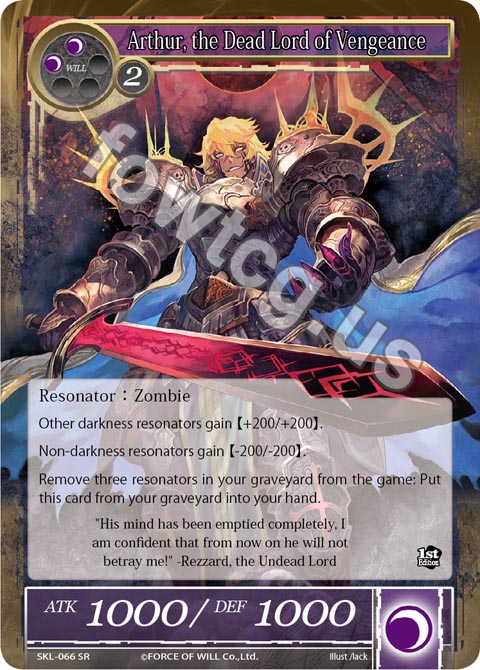 Arthur, the Dead Lord of Vengeance
WILL
2
fowtcg.us
Resonator : Zombie
Other darkness resonators gain 【+200/+200】.
Non-darkness resonators gain 【-200/-200】.
Remove three resonators in your graveyard from the game: Put
this card from your graveyard into your hand.
"His mind has been emptied completely, I
am confident that from now on he will not
betray me!" -Rezzard, the Undead Lord
1st
Edition
ATK 1000 / DEF 1000
SKL-066 SR ©FORCE OF WILL Co.,Ltd. Illust /Jack